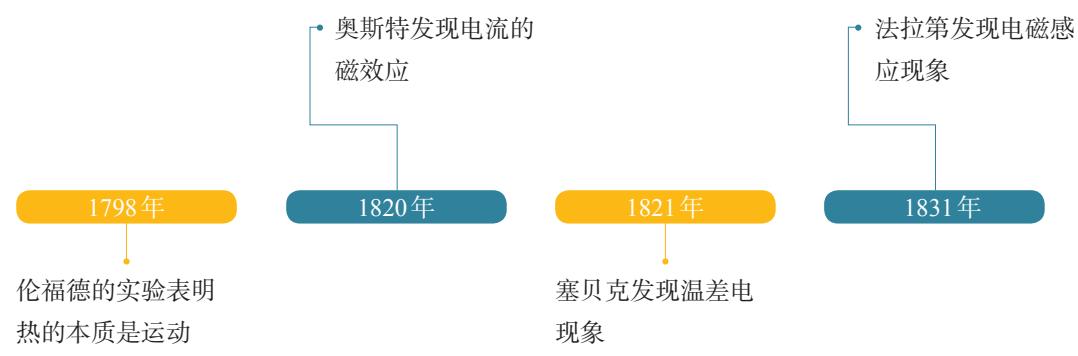 奥斯特发现电流的
磁效应
法拉第发现电磁感
应现象
1798年
1820年
1821年
1831年
伦福德的实验表明
热的本质是运动
塞贝克发现温差电
现象